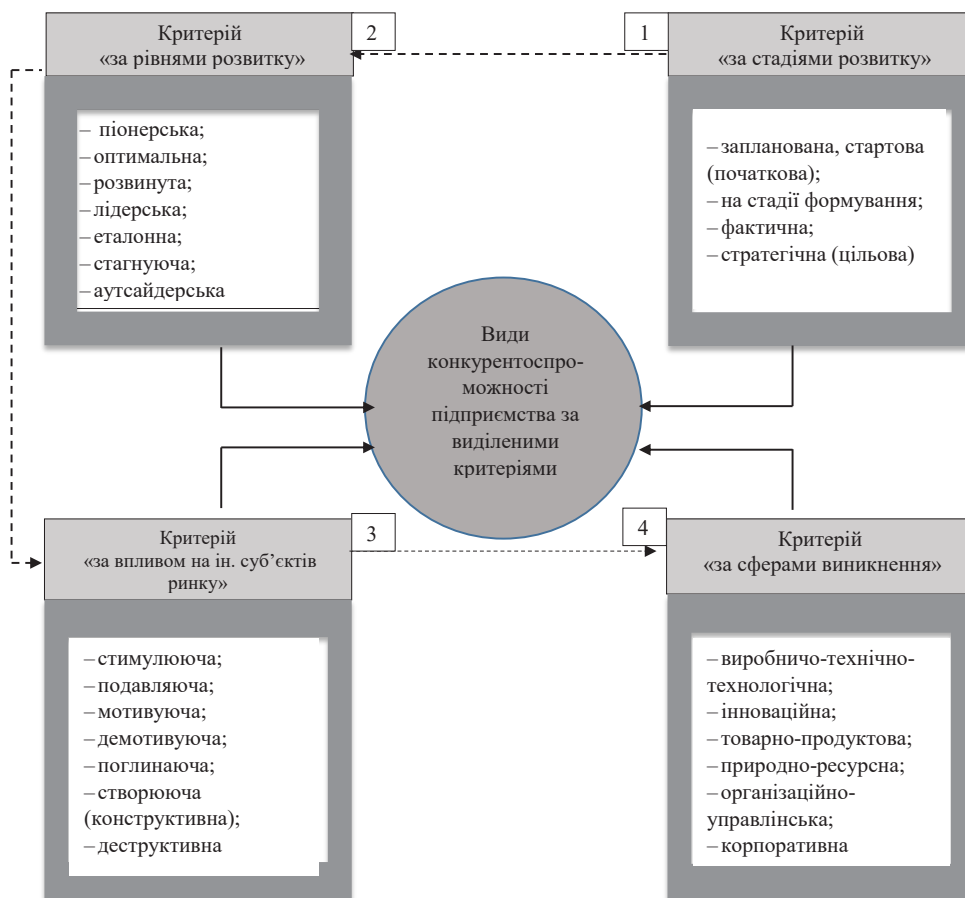 Критерій
«за рівнями розвитку»
2
– піонерська;
– оптимальна;
– розвинута;
– лідерська;
– еталонна;
– стагнуюча;
– аутсайдерська
1
Критерій
«за стадіями розвитку»
– запланована, стартова
(початкова);
– на стадії формування;
– фактична;
– стратегічна (цільова)
Види
конкурентоспро-
можності
підприємства за
виділеними
критеріями
Критерій
«за впливом на ін. суб’єктів
ринку»
3
– стимулююча;
– подавляюча;
– мотивуюча;
– демотивуюча;
– поглинаюча;
– створююча
(конструктивна);
– деструктивна
4
Критерій
«за сферами виникнення»
– виробничо-технічно-
технологічна;
– інноваційна;
– товарно-продуктова;
– природно-ресурсна;
– організаційно-
управлінська;
– корпоративна